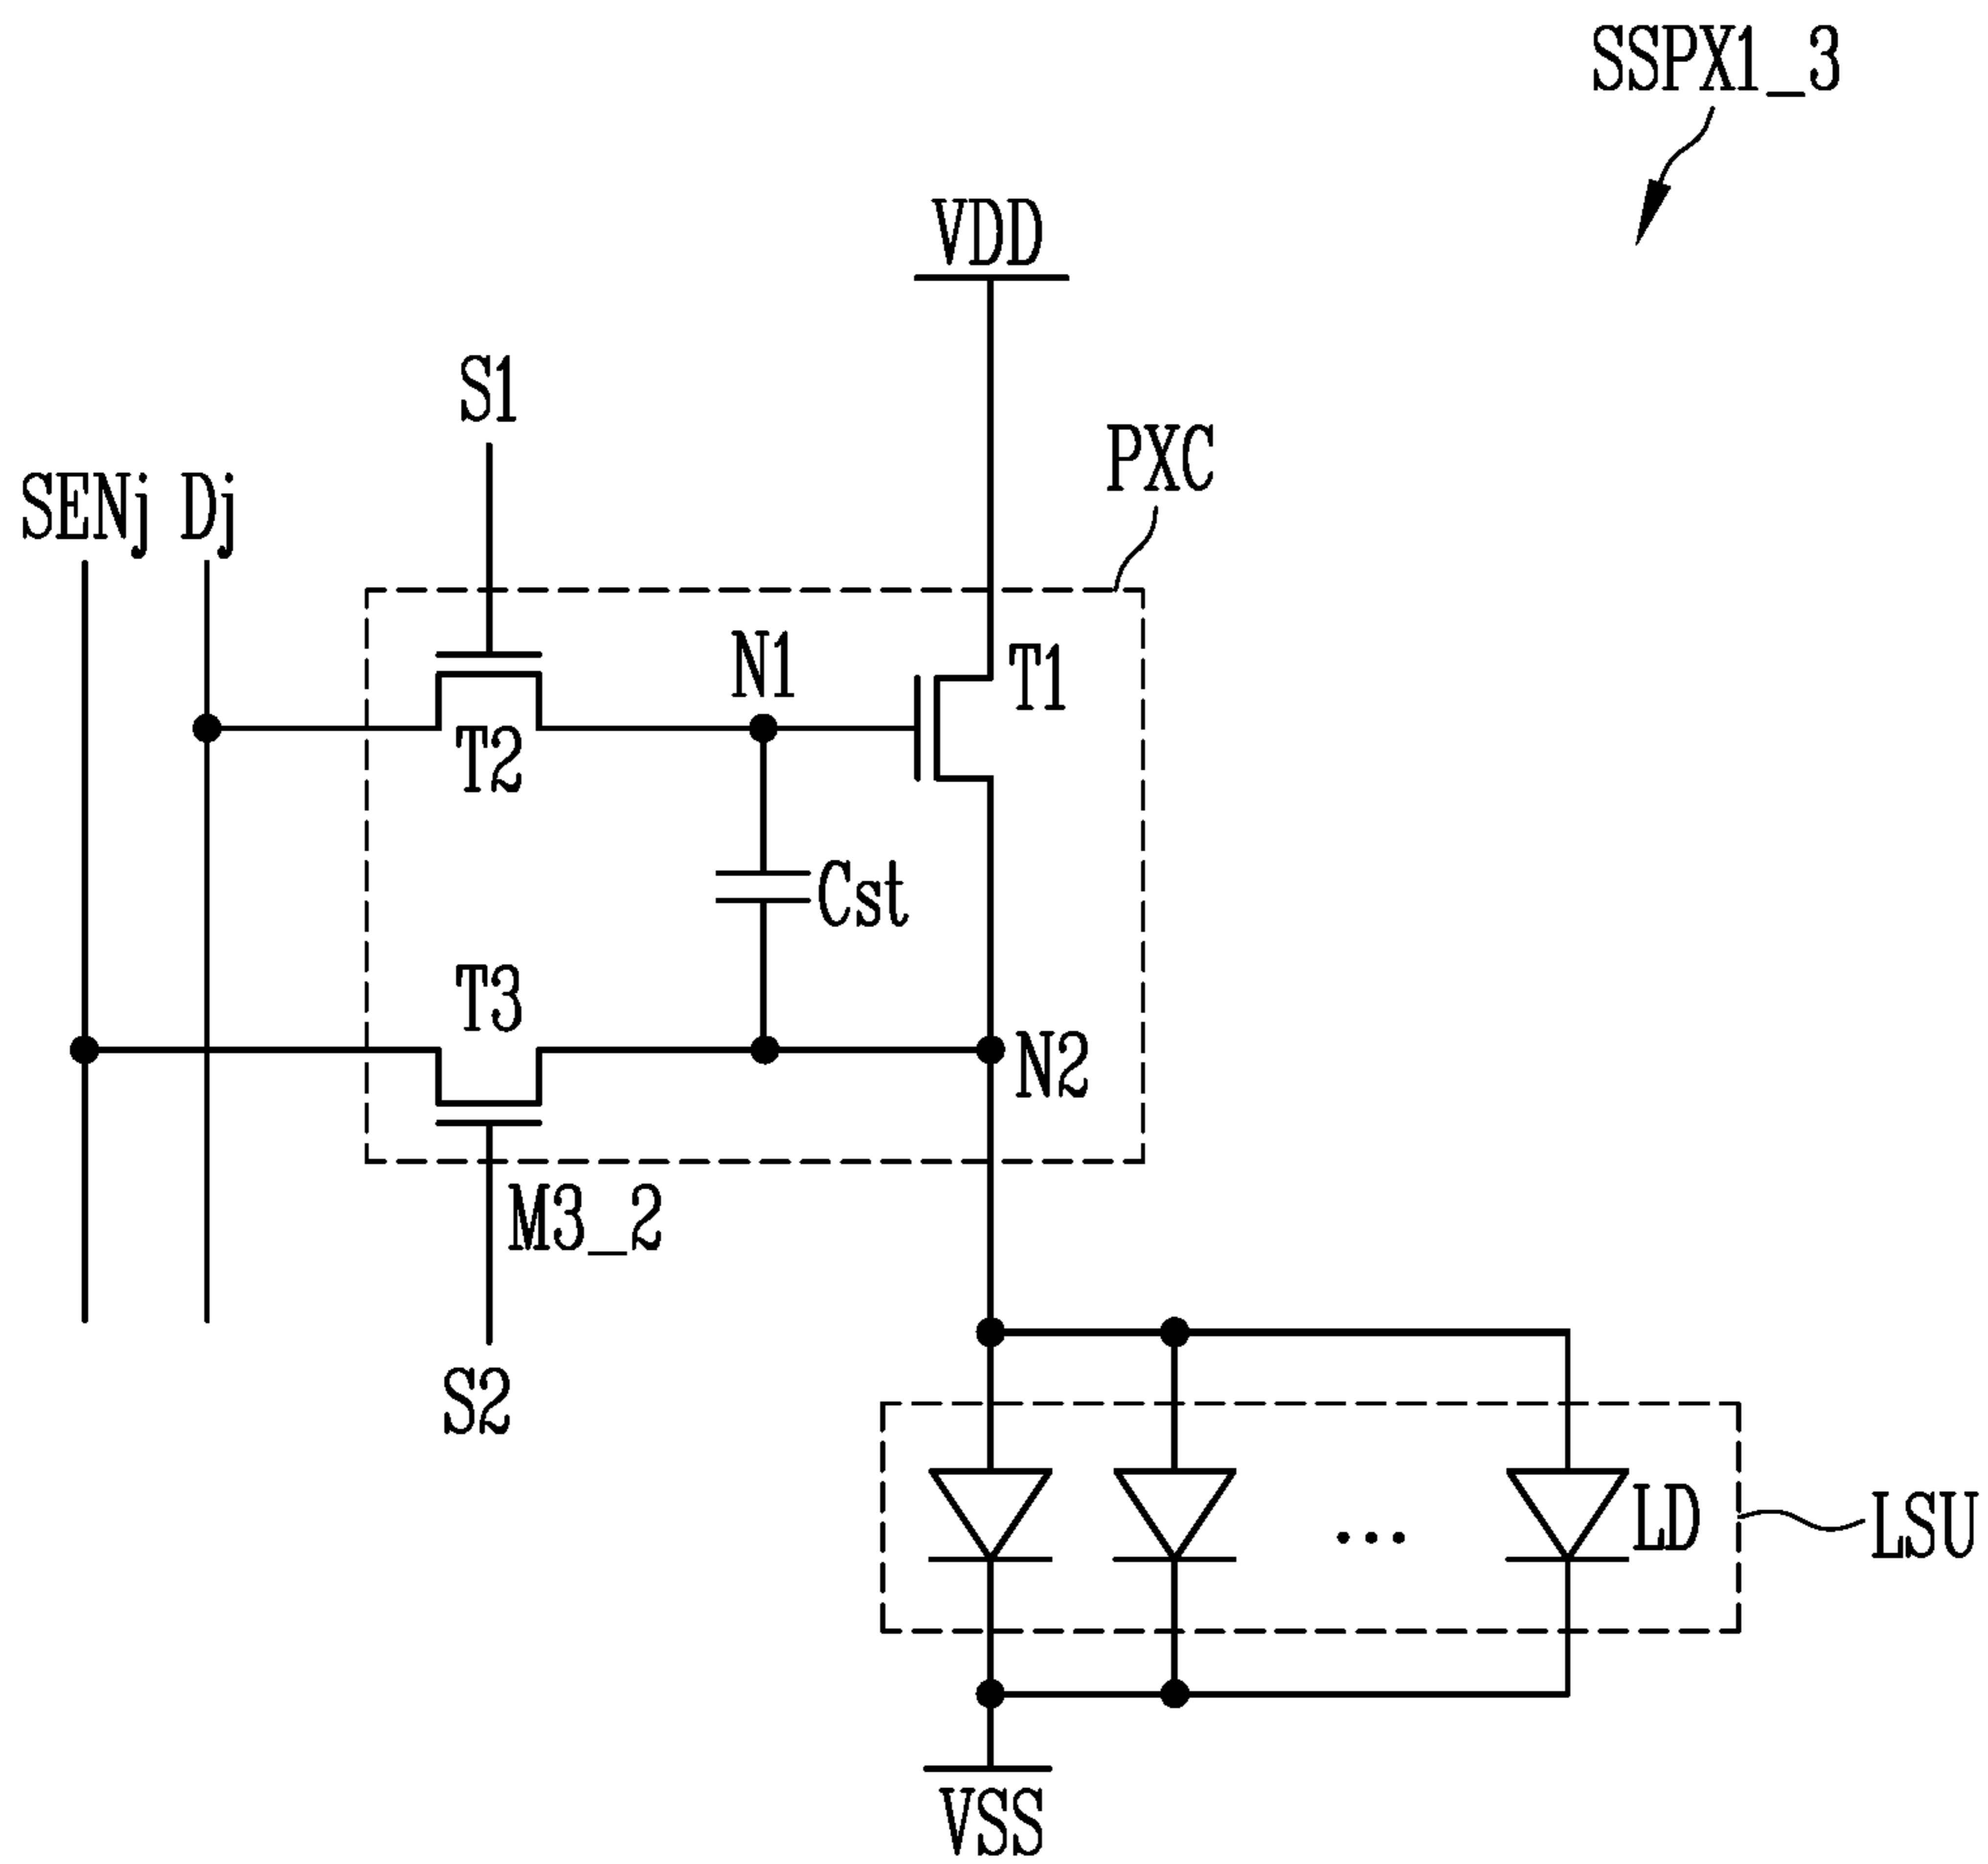 SSPX1_3
VDD
S1
PXC
SENj Dj
N1
T1
T2
Cst
T3
N2
M3_2
S2
LD
...
LSU
VSS